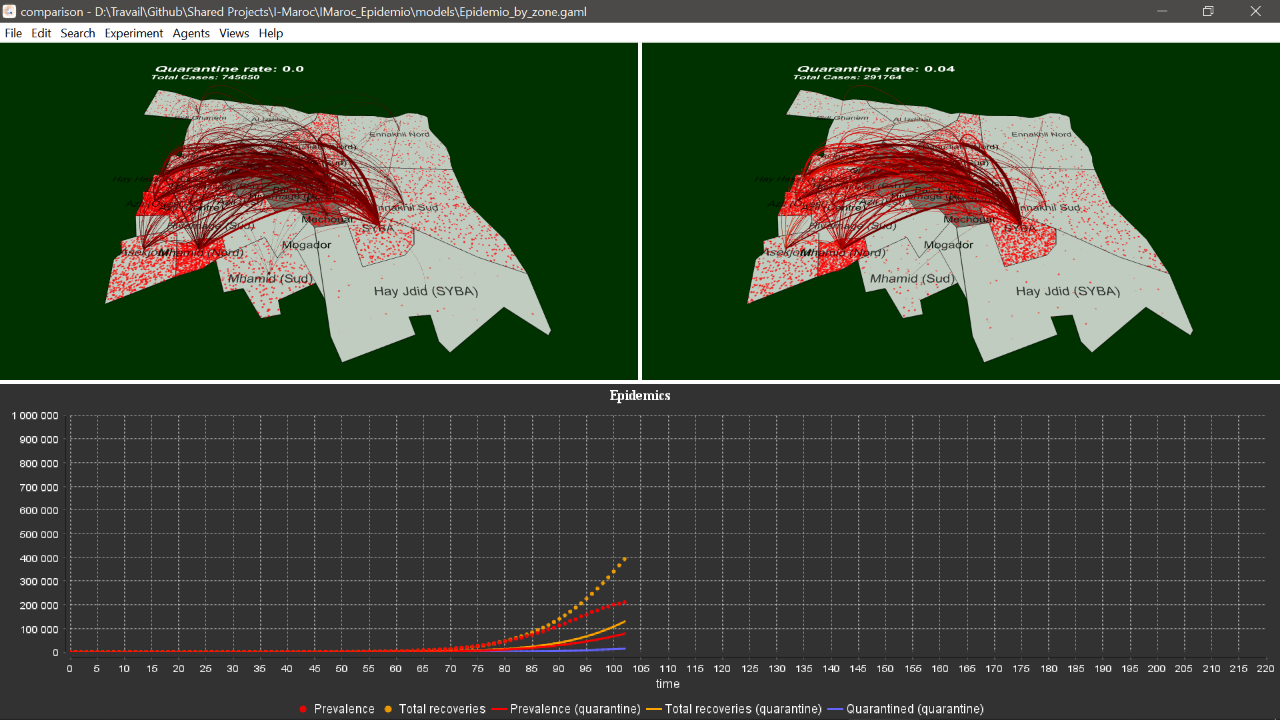 comparison - D:\Travail\Github\Shared Projects\I-Maroc\IMaroc_Epidemio\models\Epidemio_by_zone.gaml
File Edit Search Experiment Agents Views Help
Quarantine rate: 0.0
Total Cases: 745650
Ennakhil Nord
Ennakhil Sud
Mechouar
SYBA
Mogador
Mhamid (Nord)
Mhamid (Sud)
Hay Jdid (SYBA)
Quarantine rate: 0.04
Total Cases: 291764
Ennakhil Nord
Ennakhil Sud
Mechouar
SYBA
Mogador
Mhamid (Nord)
Mhamid (Sud)
Hay Jdid (SYBA)
Epidemics
1 000 000
900 000
800 000
700 000
600 000
500 000
400 000
300 000
200 000
100 000
0
0 5 10 15 20 25 30 35 40 45 50 55 60 65 70 75 80 85 90 95 100 105 110 115 120 125 130 135 140 145 150 155 160 165 170 175 180 185 190 195 200 205 210 215 220
time
Prevalence Total recoveries Prevalence (quarantine) Total recoveries (quarantine) Quarantined (quarantine)